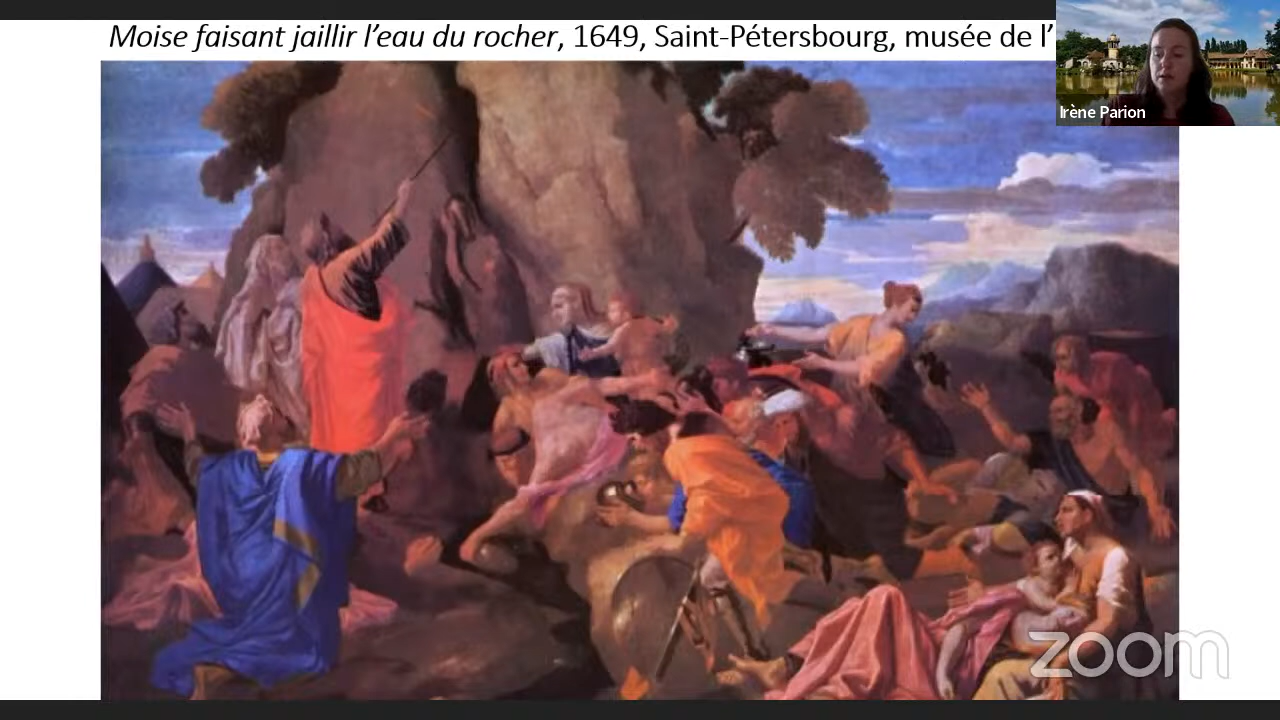 Moise faisant jaillir l'eau du rocher, 1649, Saint-Pétersbourg, musée de l'
Irène Parion
zoom